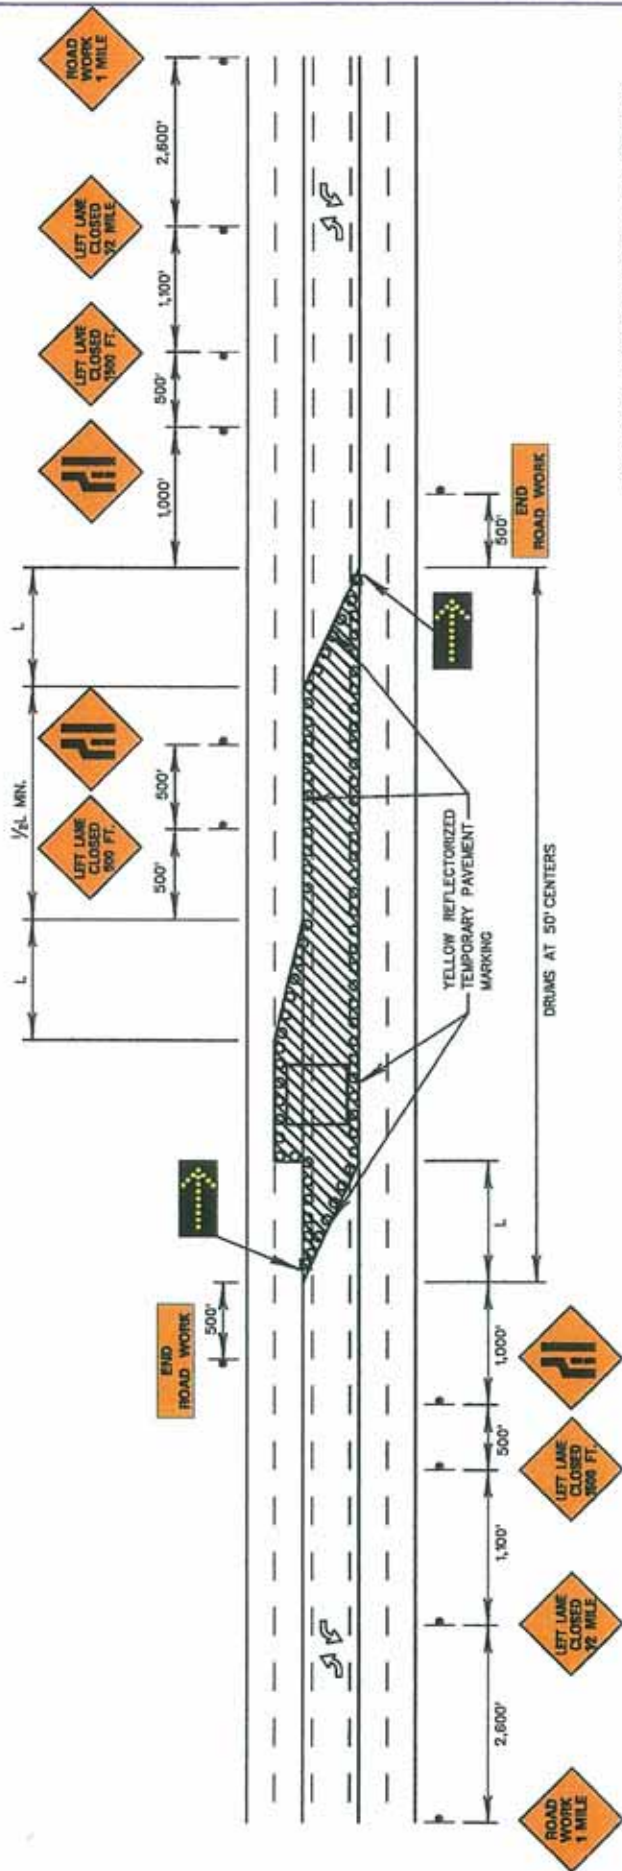 ROAD
WORK
1 MILE
2,600'
LEFT LANE
CLOSED
1/2 MILE
1,100'
LEFT LANE
CLOSED
1500 FT.
500'
1,000'
END
ROAD WORK
500'
L
1/2L MIN.
LEFT LANE
CLOSED
500 FT.
500'
500'
L
YELLOW REFLECTORIZED
TEMPORARY PAVEMENT
MARKING
DRUMS AT 50' CENTERS
END
ROAD WORK
500'
L
1,000'
500'
LEFT LANE
CLOSED
1500 FT.
1,100'
LEFT LANE
CLOSED
1/2 MILE
2,600'
ROAD
WORK
1 MILE